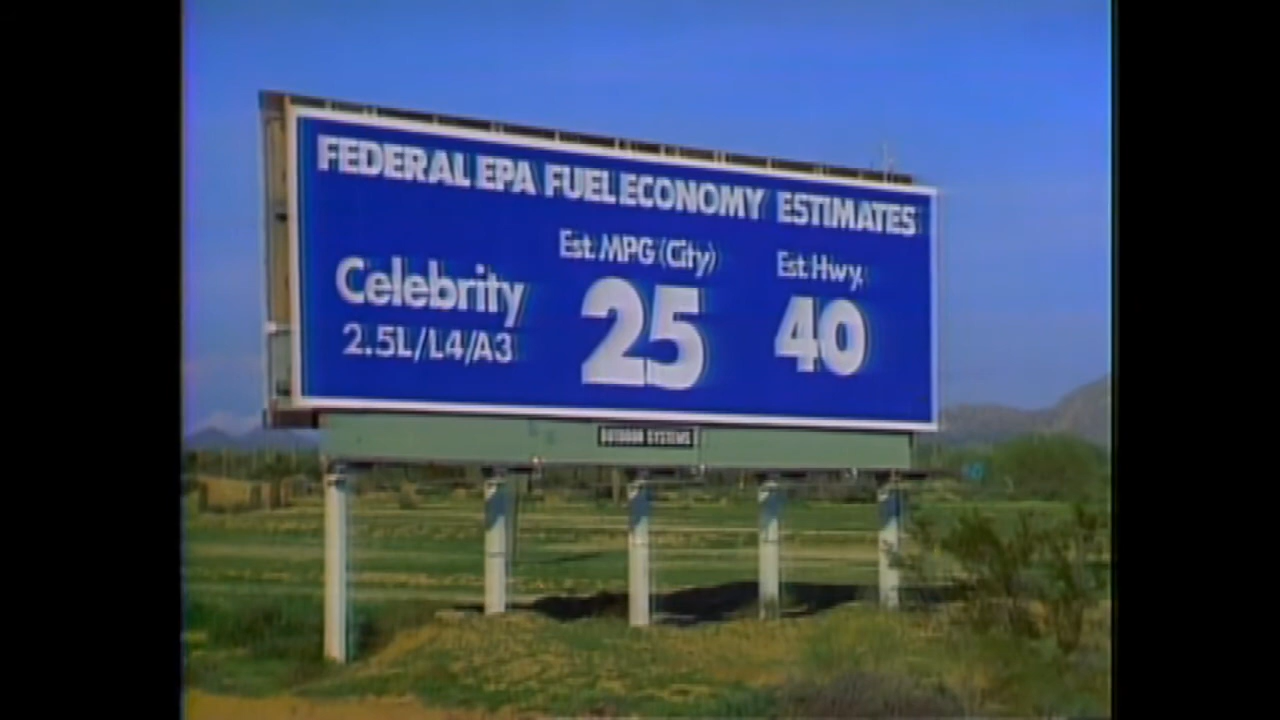 FEDERAL EPA FUEL ECONOMY ESTIMATES
Est. MPG (City) Est. Hwy.
Celebrity 25 40
2.5L/L4/A3
OUTDOOR SYSTEMS